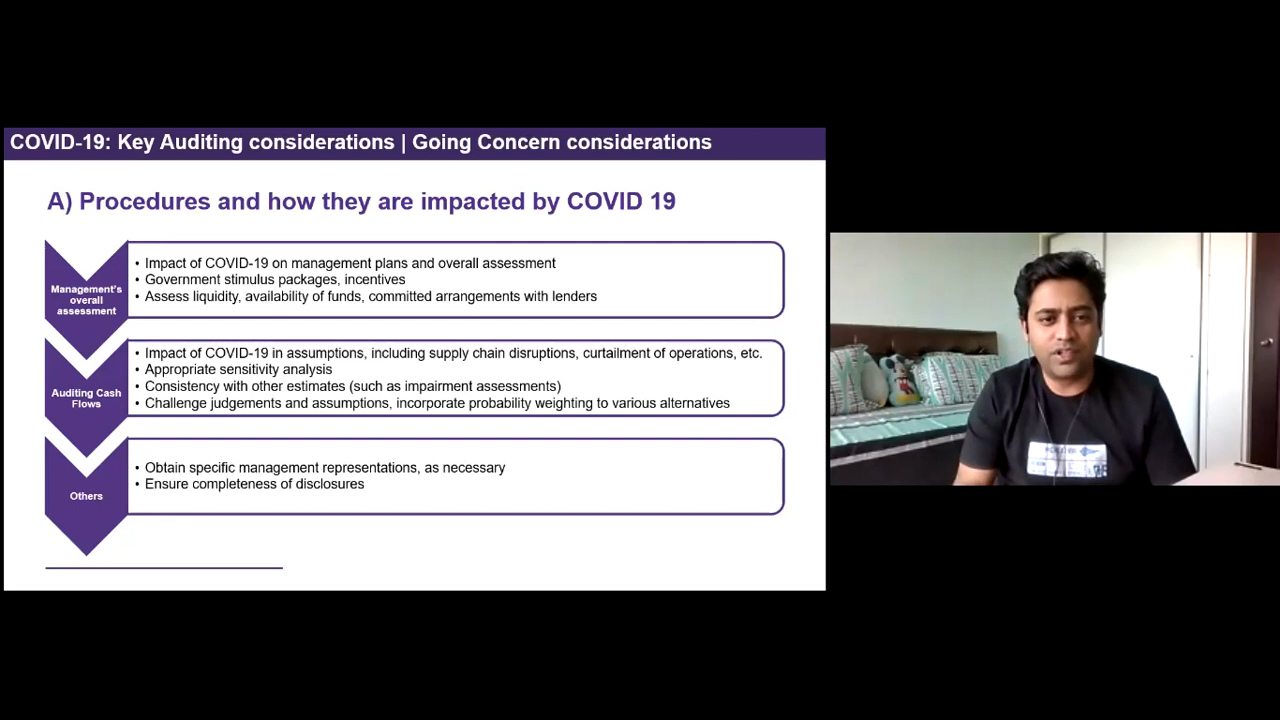 COVID-19: Key Auditing considerations | Going Concern considerations
A) Procedures and how they are impacted by COVID 19
Management's
overall
assessment
• Impact of COVID-19 on management plans and overall assessment
• Government stimulus packages, incentives
• Assess liquidity, availability of funds, committed arrangements with lenders
Auditing Cash
Flows
• Impact of COVID-19 in assumptions, including supply chain disruptions, curtailment of operations, etc.
• Appropriate sensitivity analysis
• Consistency with other estimates (such as impairment assessments)
• Challenge judgements and assumptions, incorporate probability weighting to various alternatives
Others
• Obtain specific management representations, as necessary
• Ensure completeness of disclosures